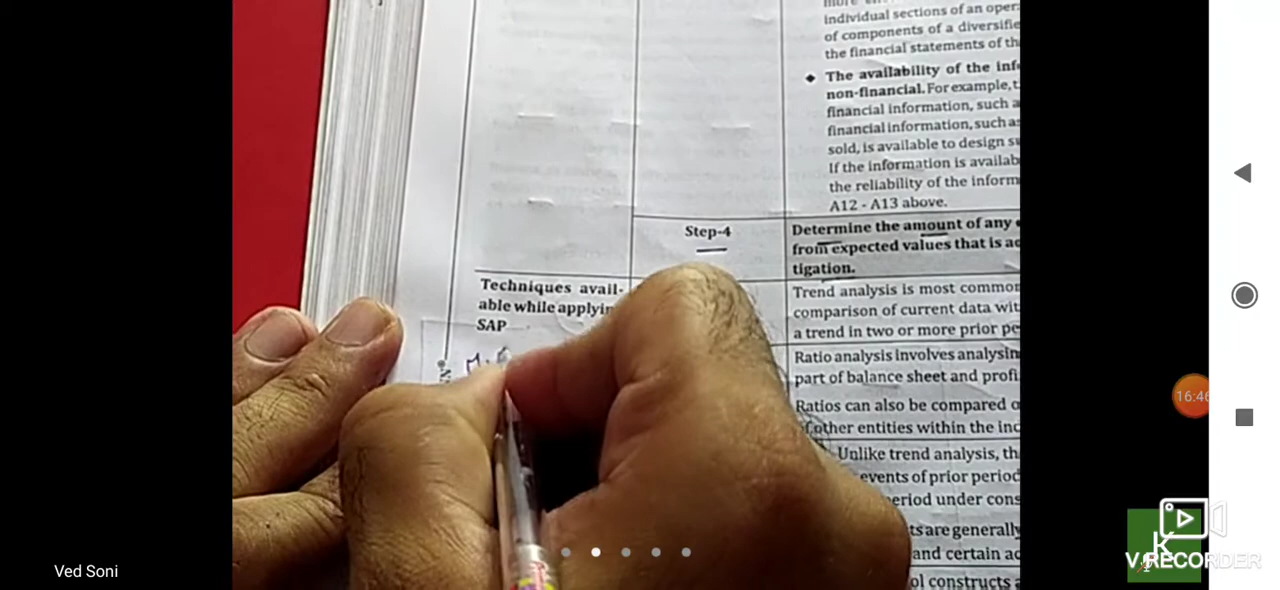 individual sections of an oper
of components of a diversifie
the financial statements of th
The availability of the inf
non-financial. For example, t
financial information, such a
financial information, such as
sold, is available to design su
If the information is availab
the reliability of the inform
A12 - A13 above.
Step-4
Determine the amount of any
from expected values that is ac
tigation.
Techniques avail-
able while applyin
SAP
Trend analysis is most common
comparison of current data wit
a trend in two or more prior pe
Ratio analysis involves analysin
part of balance sheet and profi
Ratios can also be compared o
of other entities within the inc
Unlike trend analysis, th
events of prior period
eriod under cons
ts are generally
and certain ac
ol constructs a
16:46
Ved Soni
K
V RECORDER